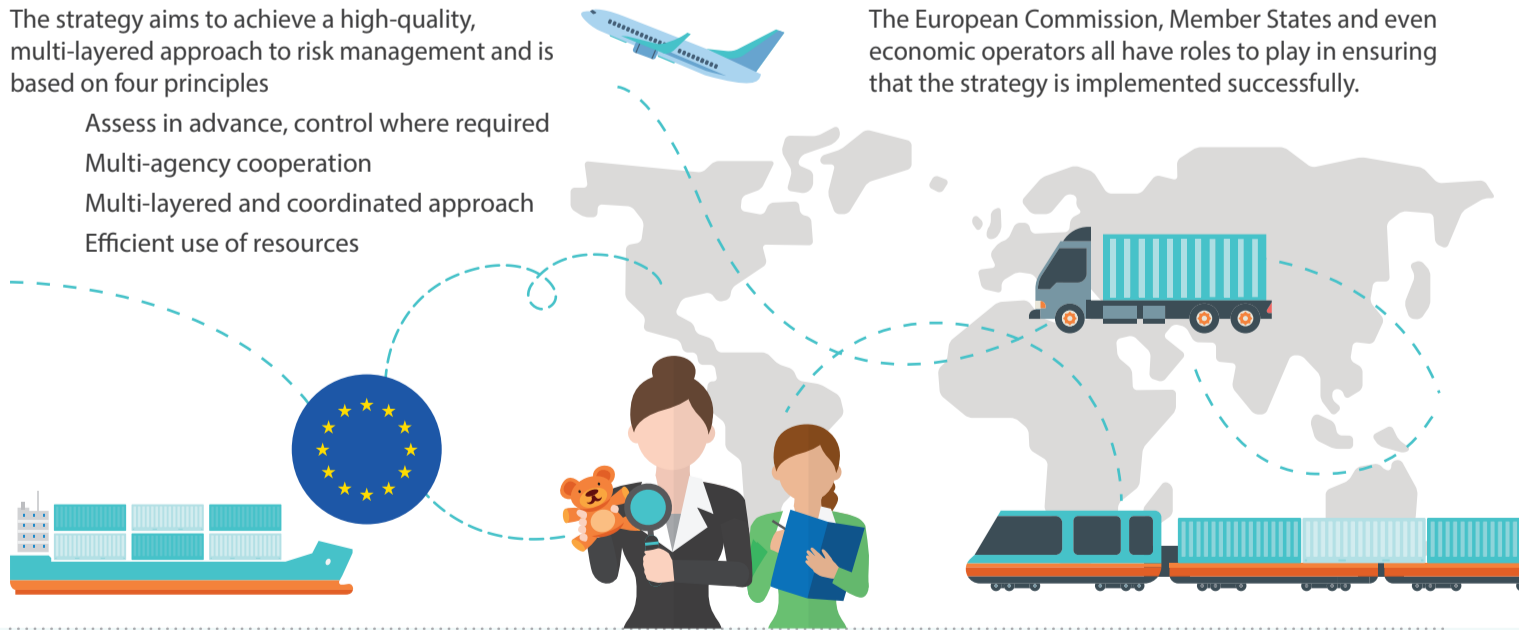 The strategy aims to achieve a high-quality,
multi-layered approach to risk management and is
based on four principles
Assess in advance, control where required
Multi-agency cooperation
Multi-layered and coordinated approach
Efficient use of resources
The European Commission, Member States and even
economic operators all have roles to play in ensuring
that the strategy is implemented successfully.